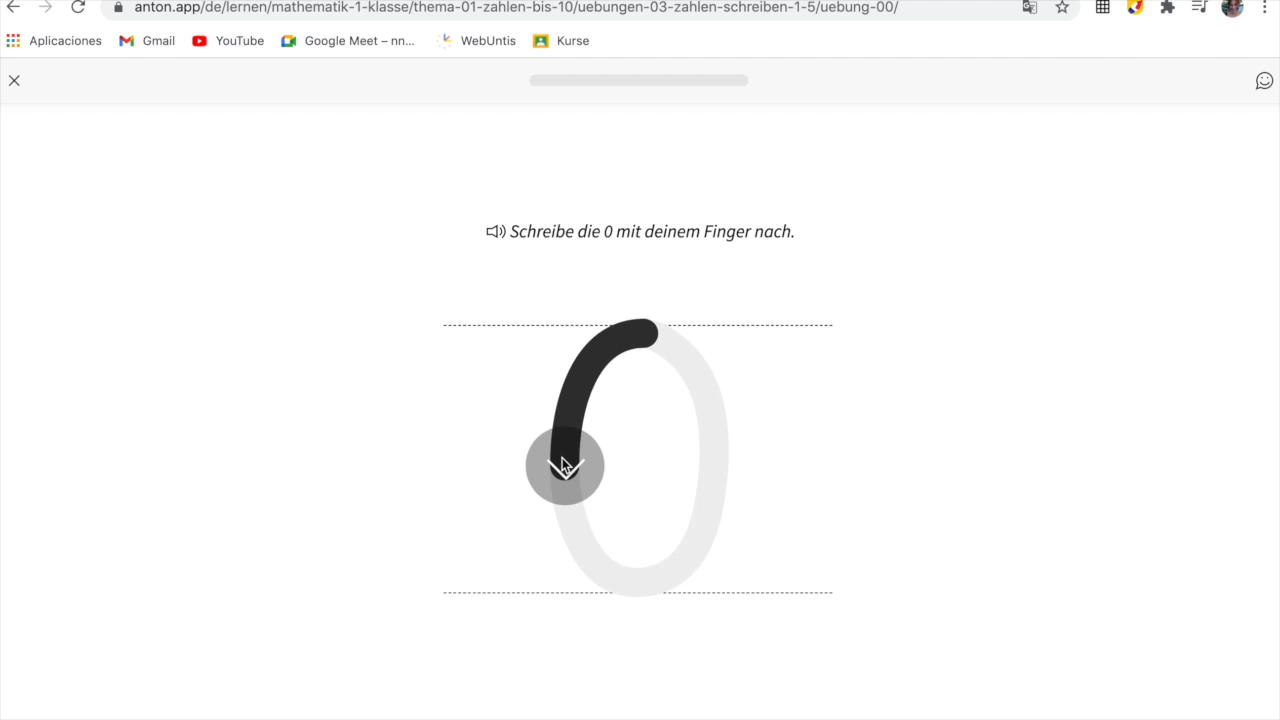 anton.app/de/lernen/mathematik-1-klasse/thema-01-zahlen-bis-10/uebungen-03-zahlen-schreiben-1-5/uebung-00/
Aplicaciones Gmail YouTube Google Meet – nn... WebUntis Kurse
Schreibe die 0 mit deinem Finger nach.
0